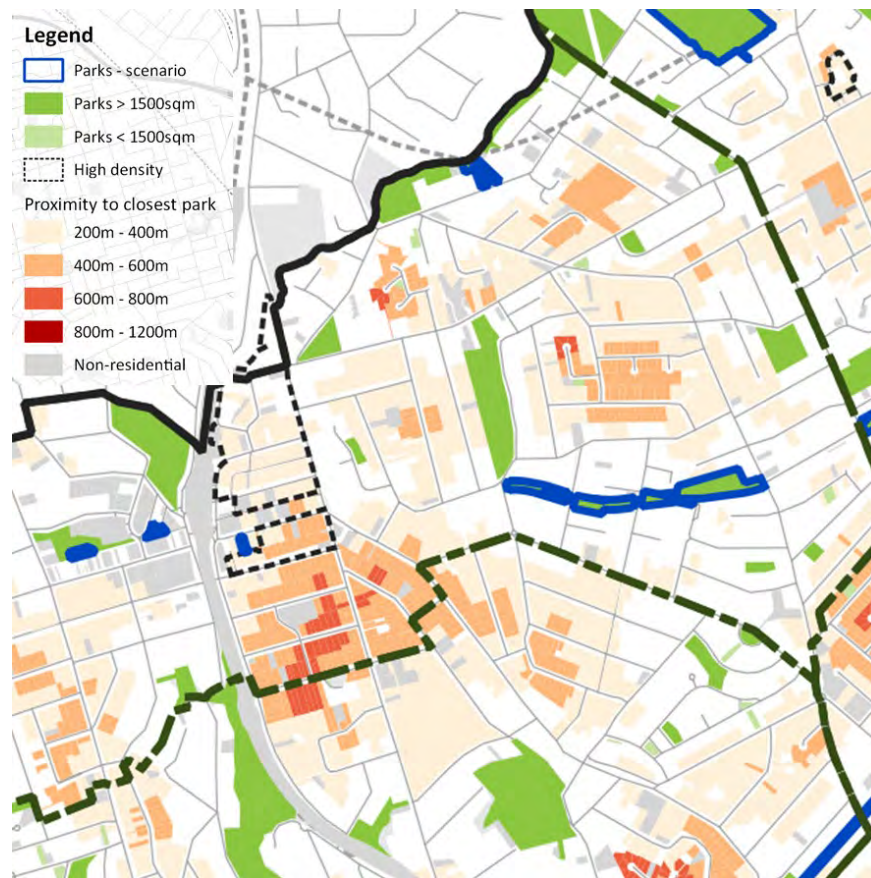 Legend
Parks - scenario
Parks > 1500sqm
Parks < 1500sqm
High density
Proximity to closest park
200m - 400m
400m - 600m
600m - 800m
800m - 1200m
Non-residential